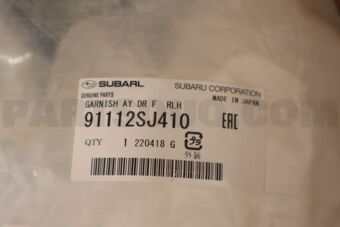 SUBARU
SUBARU CORPORATION
GENUINE PARTS
MADE IN JAPAN
GARNISH AY DR F RLH
91112SJ410
EAC
QTY 1 220418 G
外装